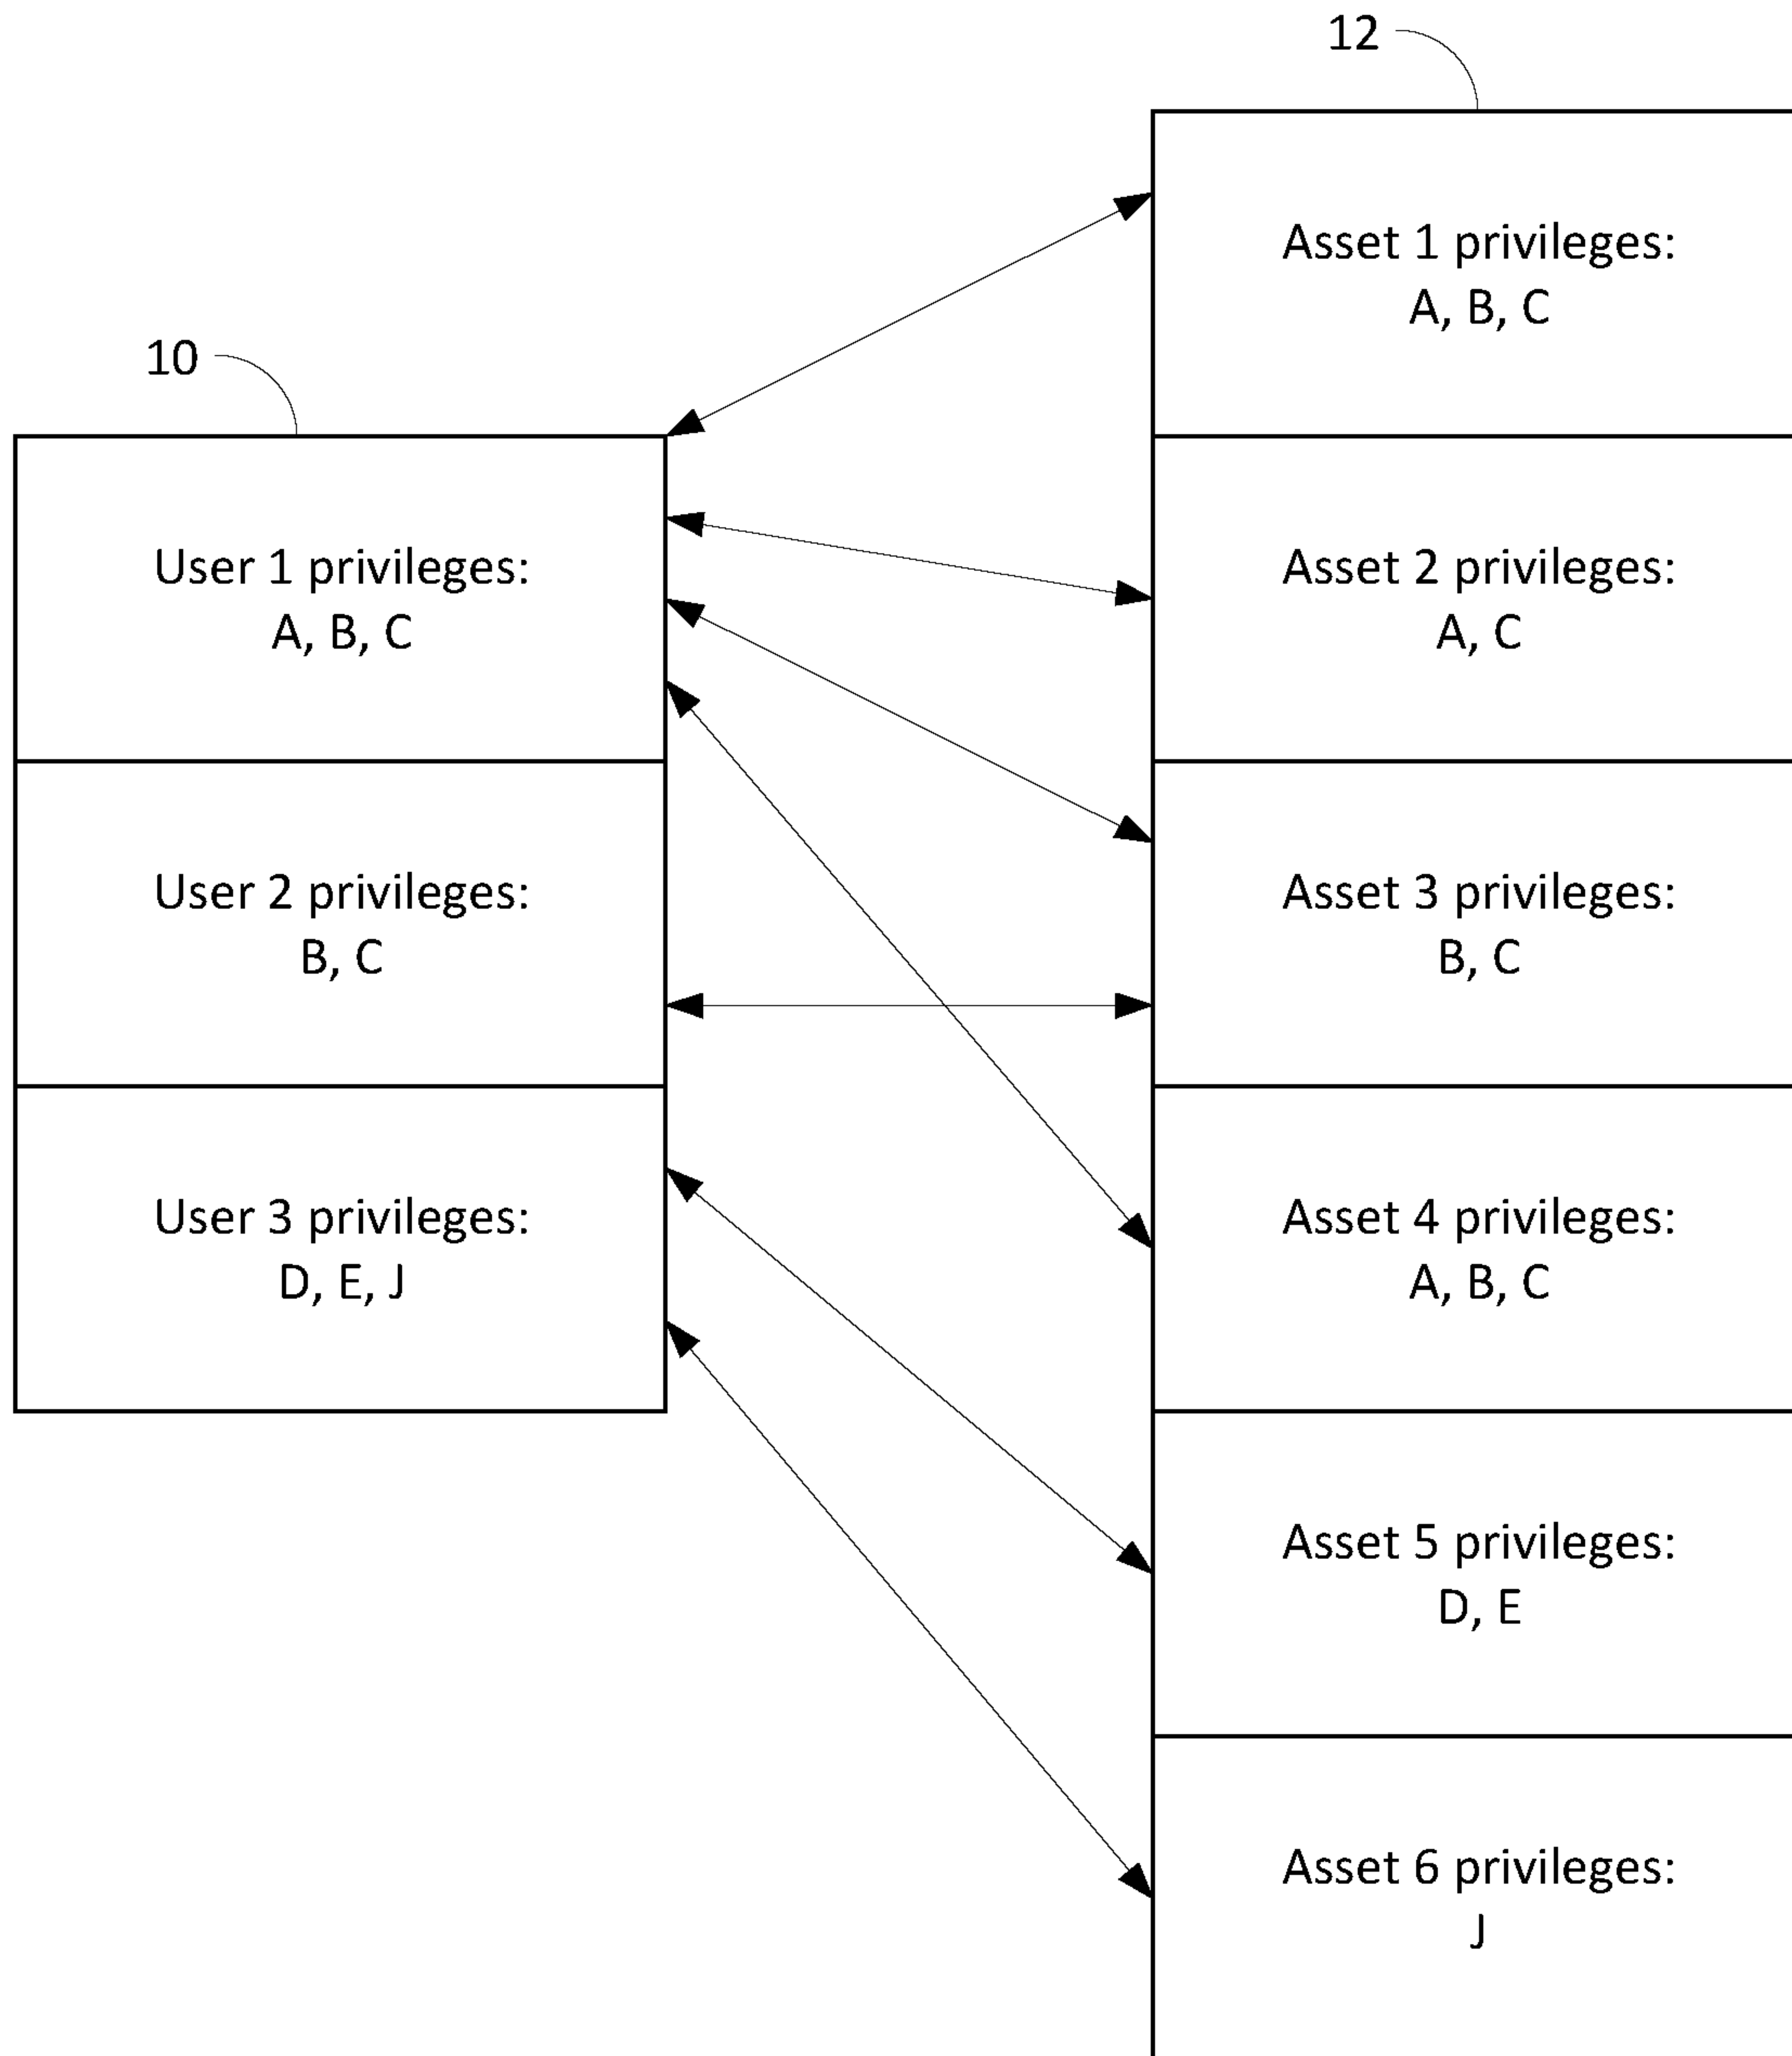 12
10
User 1 privileges:
A, B, C
User 2 privileges:
B, C
User 3 privileges:
D, E, J
Asset 1 privileges:
A, B, C
Asset 2 privileges:
A, C
Asset 3 privileges:
B, C
Asset 4 privileges:
A, B, C
Asset 5 privileges:
D, E
Asset 6 privileges:
J